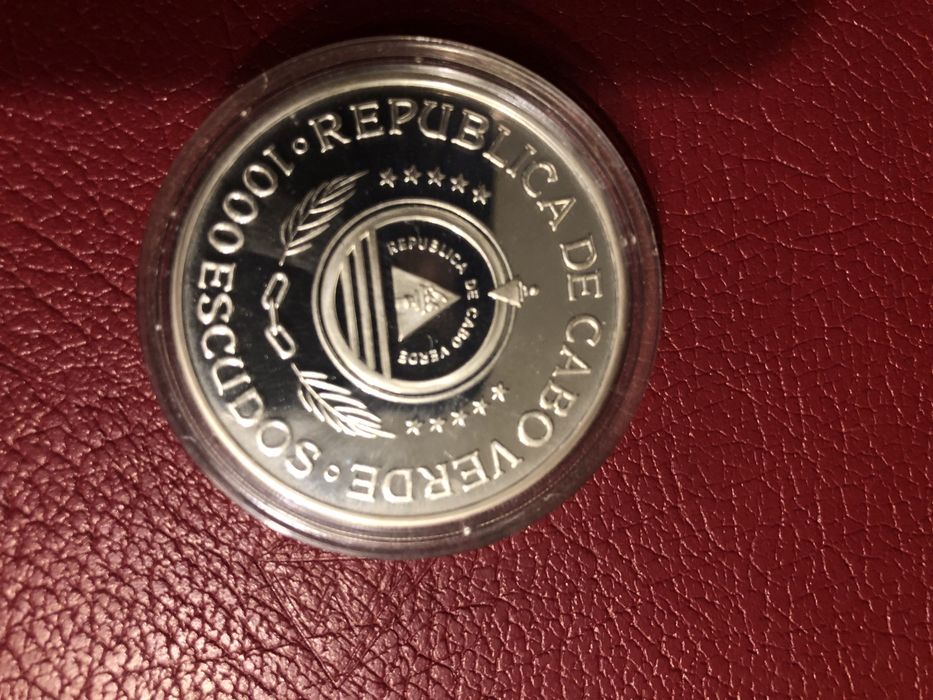 REPUBLICA DE CABO VERDE
1000 ESCUDOS
REPUBLICA DE CABO VERDE